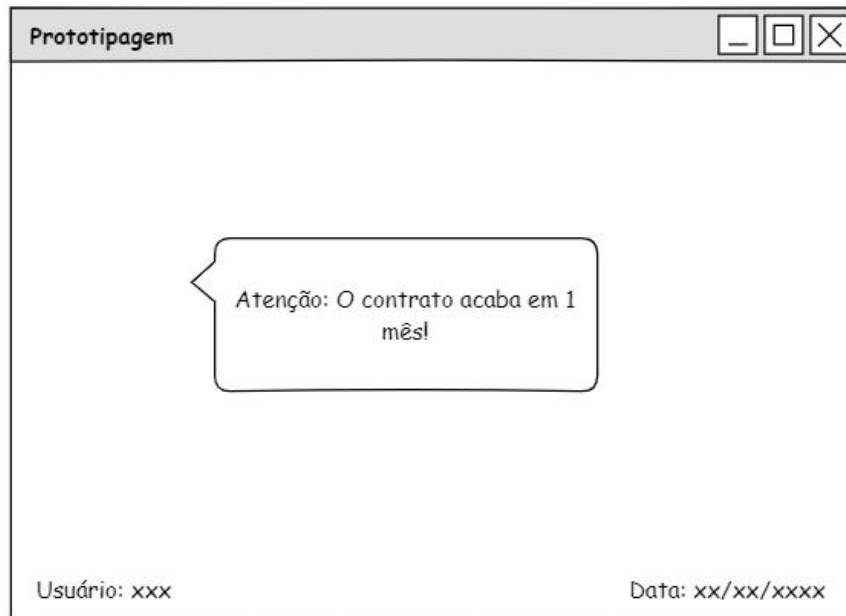 Prototipagem
Atenção: O contrato acaba em 1
mês!
Usuário: xxx
Data: xx/xx/xxxx